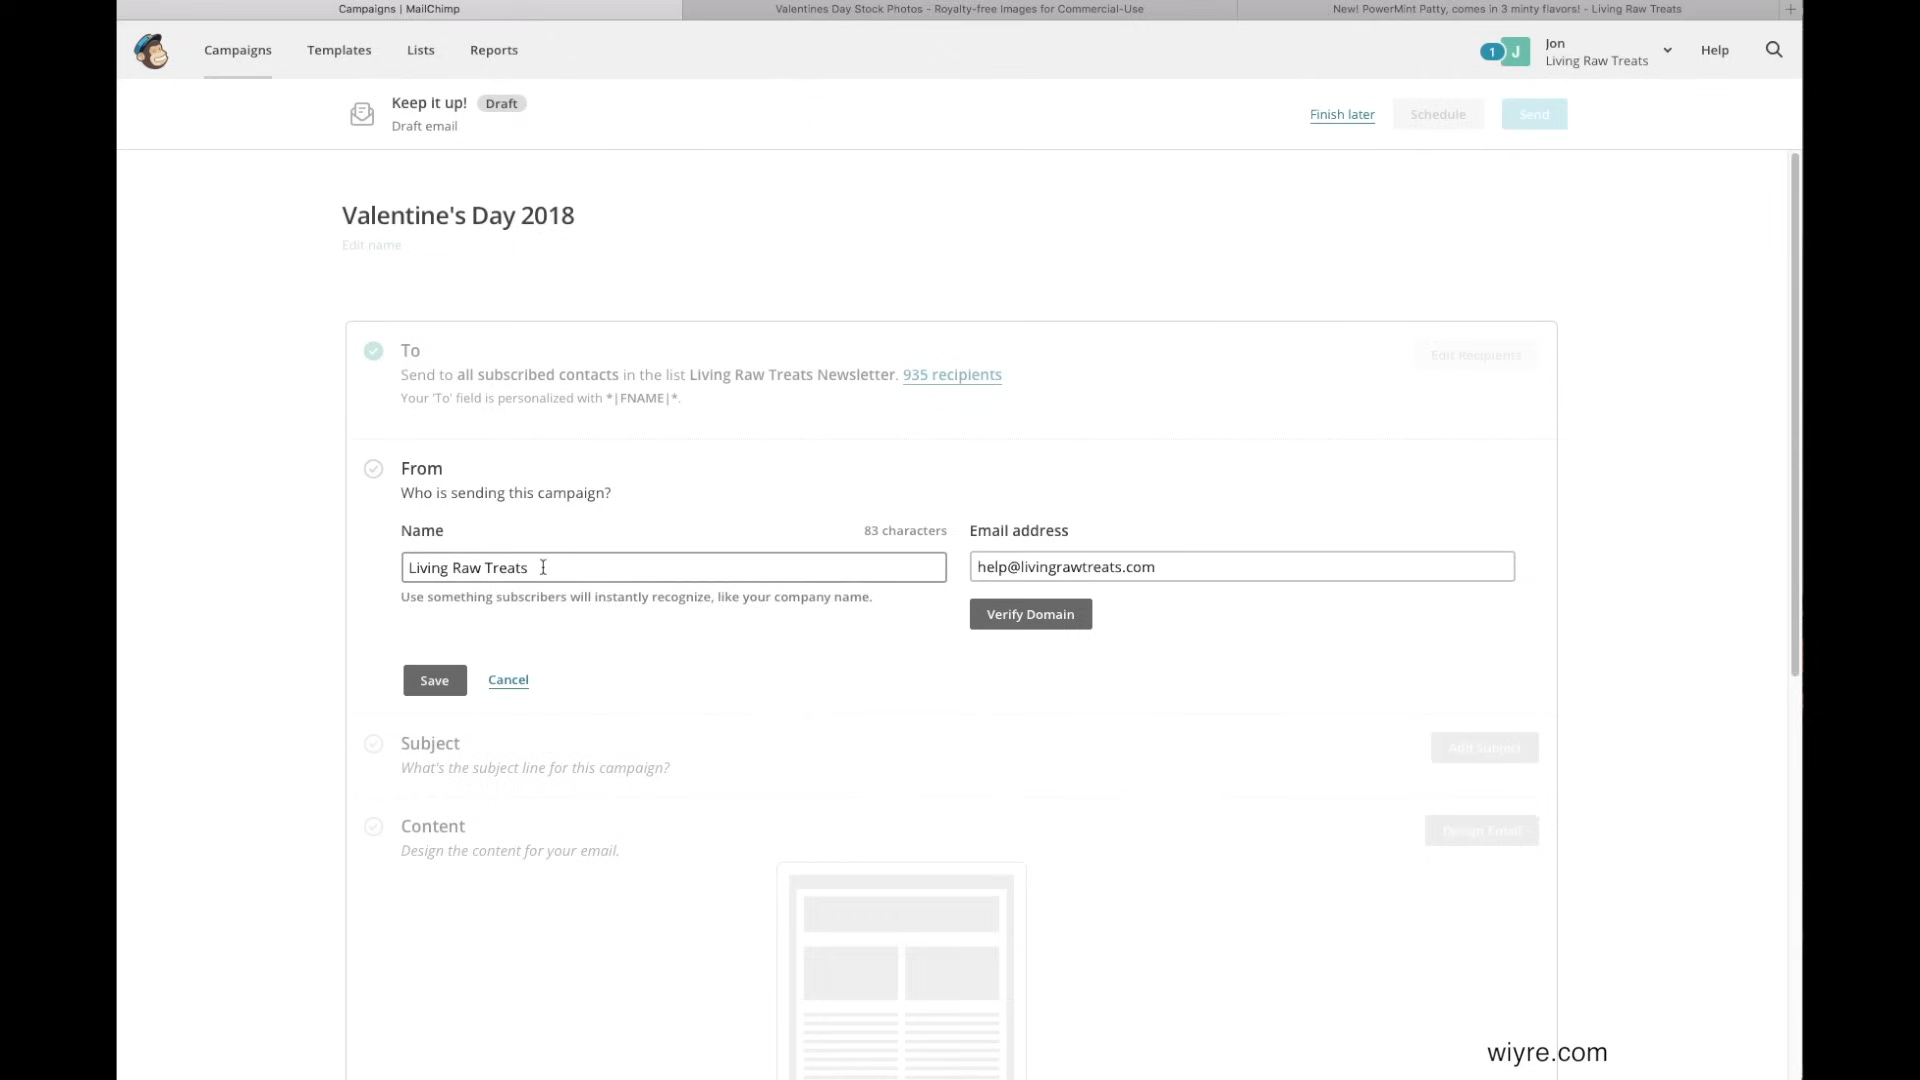 Campaigns | MailChimp
Valentines Day Stock Photos - Royalty-free Images for Commercial-Use
New! PowerMint Patty, comes in 3 minty flavors! - Living Raw Treats
Campaigns
Templates
Lists
Reports
1
J
Jon
Living Raw Treats
Help
Keep it up!
Draft
Draft email
Finish later
Schedule
Send
Valentine's Day 2018
Edit name
To
Edit Recipients
Send to all subscribed contacts in the list Living Raw Treats Newsletter. 935 recipients
Your 'To' field is personalized with *|FNAME|*.
From
Who is sending this campaign?
Name
83 characters
Email address
Living Raw Treats
help@livingrawtreats.com
Use something subscribers will instantly recognize, like your company name.
Verify Domain
Save
Cancel
Subject
Add Subject
What's the subject line for this campaign?
Content
Design Email
Design the content for your email.
wiyre.com